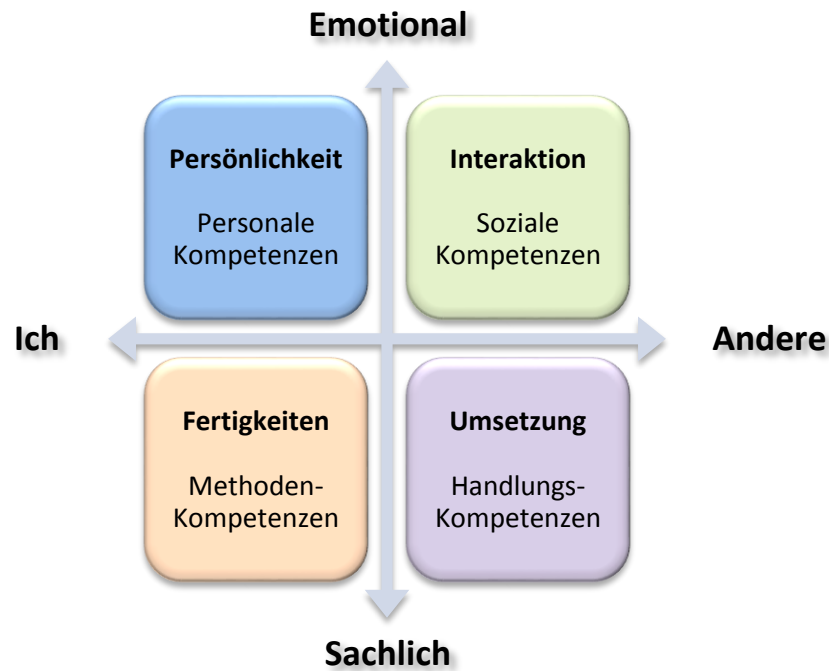 Emotional
Persönlichkeit
Personale
Kompetenzen
Interaktion
Soziale
Kompetenzen
Ich
Andere
Fertigkeiten
Methoden-
Kompetenzen
Umsetzung
Handlungs-
Kompetenzen
Sachlich